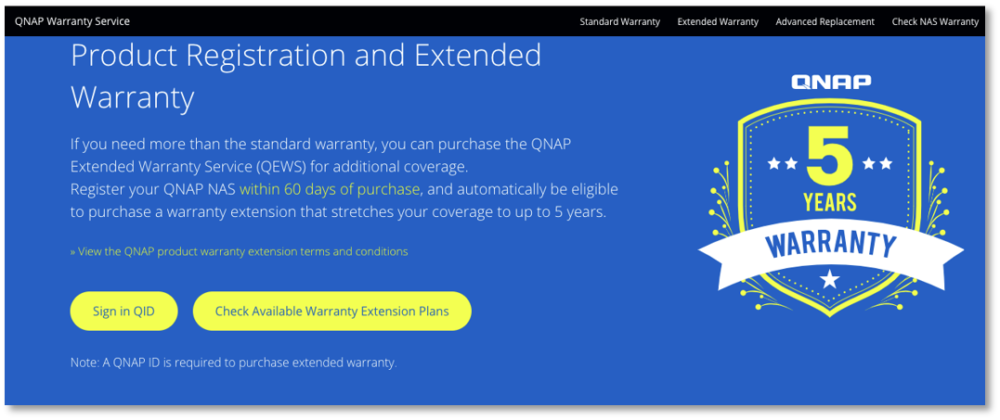 QNAP Warranty Service
Standard Warranty
Extended Warranty
Advanced Replacement
Check NAS Warranty
Product Registration and Extended
Warranty
If you need more than the standard warranty, you can purchase the QNAP
Extended Warranty Service (QEWS) for additional coverage.
Register your QNAP NAS within 60 days of purchase, and automatically be eligible
to purchase a warranty extension that stretches your coverage to up to 5 years.
» View the QNAP product warranty extension terms and conditions
Sign in QID
Check Available Warranty Extension Plans
Note: A QNAP ID is required to purchase extended warranty.
QNAP
5
YEARS
WARRANTY